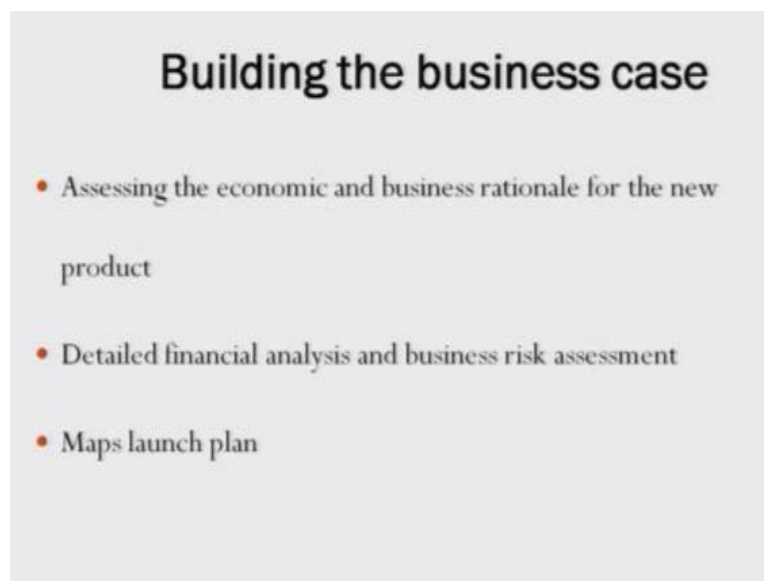 Building the business case
• Assessing the economic and business rationale for the new
product
• Detailed financial analysis and business risk assessment
• Maps launch plan